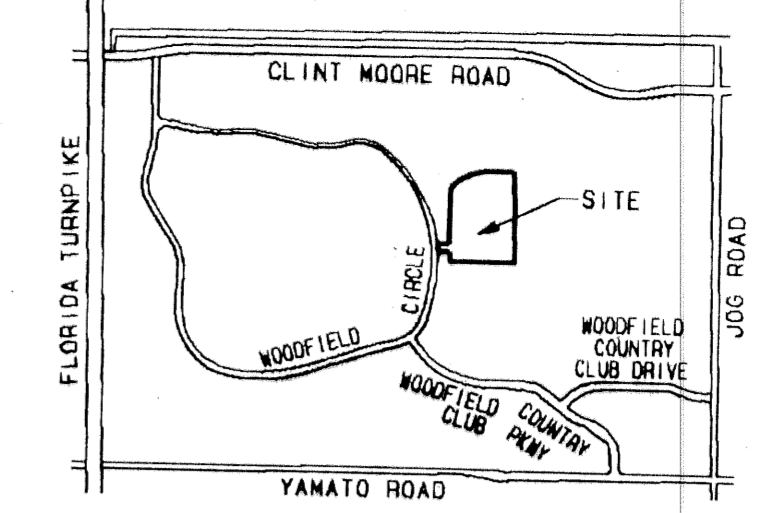 CLINT MOORE ROAD
FLORIDA TURNPIKE
SITE
JOG ROAD
CIRCLE
WOODFIELD
WOODFIELD
COUNTRY
CLUB DRIVE
WOODFIELD COUNTRY
CLUB PKWY
YAMATO ROAD